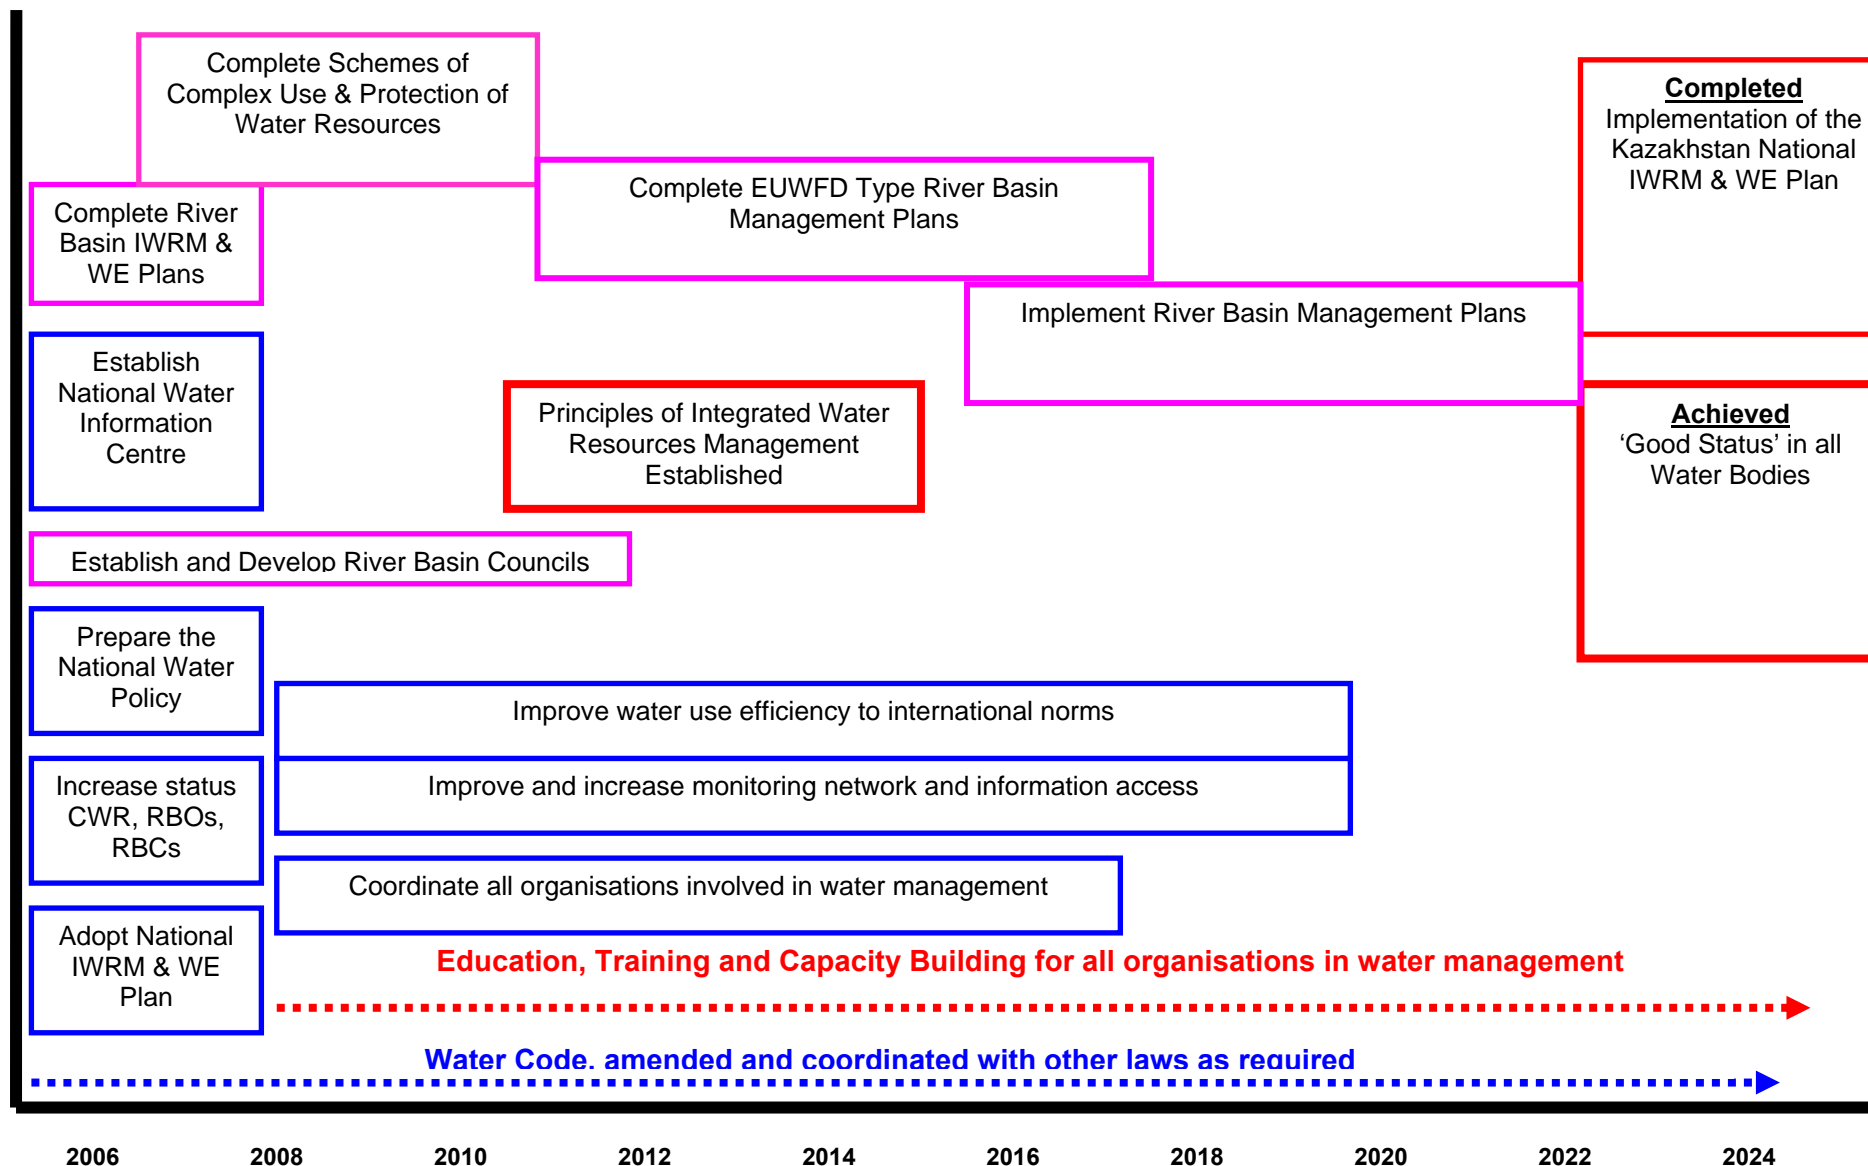 Complete Schemes of
Complex Use & Protection of
Water Resources
Completed
Implementation of the
Kazakhstan National
IWRM & WE Plan
Complete EUWFD Type River Basin
Management Plans
Complete River
Basin IWRM &
WE Plans
Implement River Basin Management Plans
Establish
National Water
Information
Centre
Principles of Integrated Water
Resources Management
Established
Achieved
‘Good Status’ in all
Water Bodies
Establish and Develop River Basin Councils
Prepare the
National Water
Policy
Improve water use efficiency to international norms
Increase status
CWR, RBOs,
RBCs
Improve and increase monitoring network and information access
Coordinate all organisations involved in water management
Adopt National
IWRM & WE
Plan
Education, Training and Capacity Building for all organisations in water management
Water Code, amended and coordinated with other laws as required
2006 2008 2010 2012 2014 2016 2018 2020 2022 2024